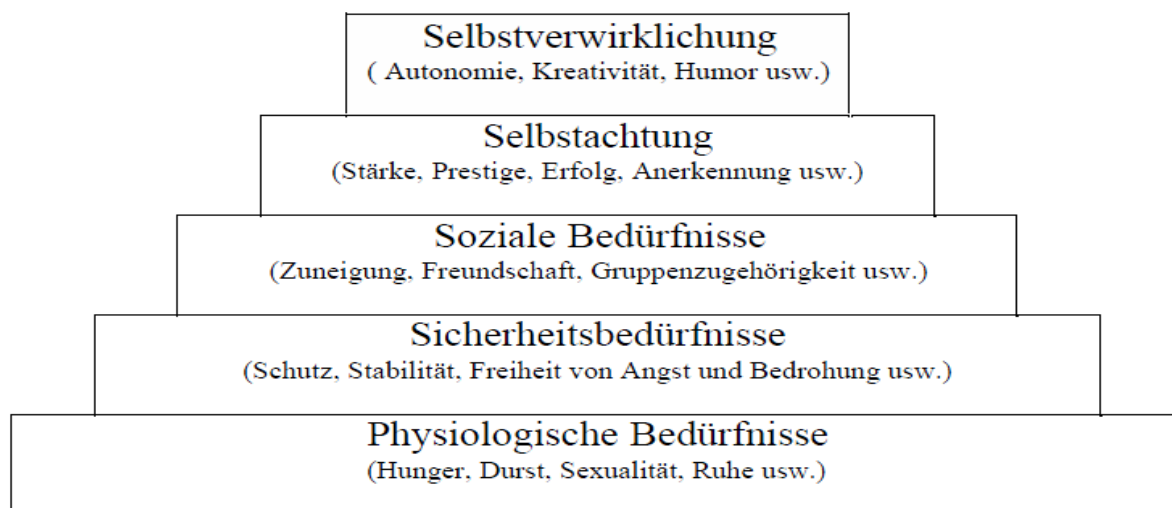 Selbstverwirklichung
( Autonomie, Kreativität, Humor usw.)
Selbstachtung
(Stärke, Prestige, Erfolg, Anerkennung usw.)
Soziale Bedürfnisse
(Zuneigung, Freundschaft, Gruppenzugehörigkeit usw.)
Sicherheitsbedürfnisse
(Schutz, Stabilität, Freiheit von Angst und Bedrohung usw.)
Physiologische Bedürfnisse
(Hunger, Durst, Sexualität, Ruhe usw.)